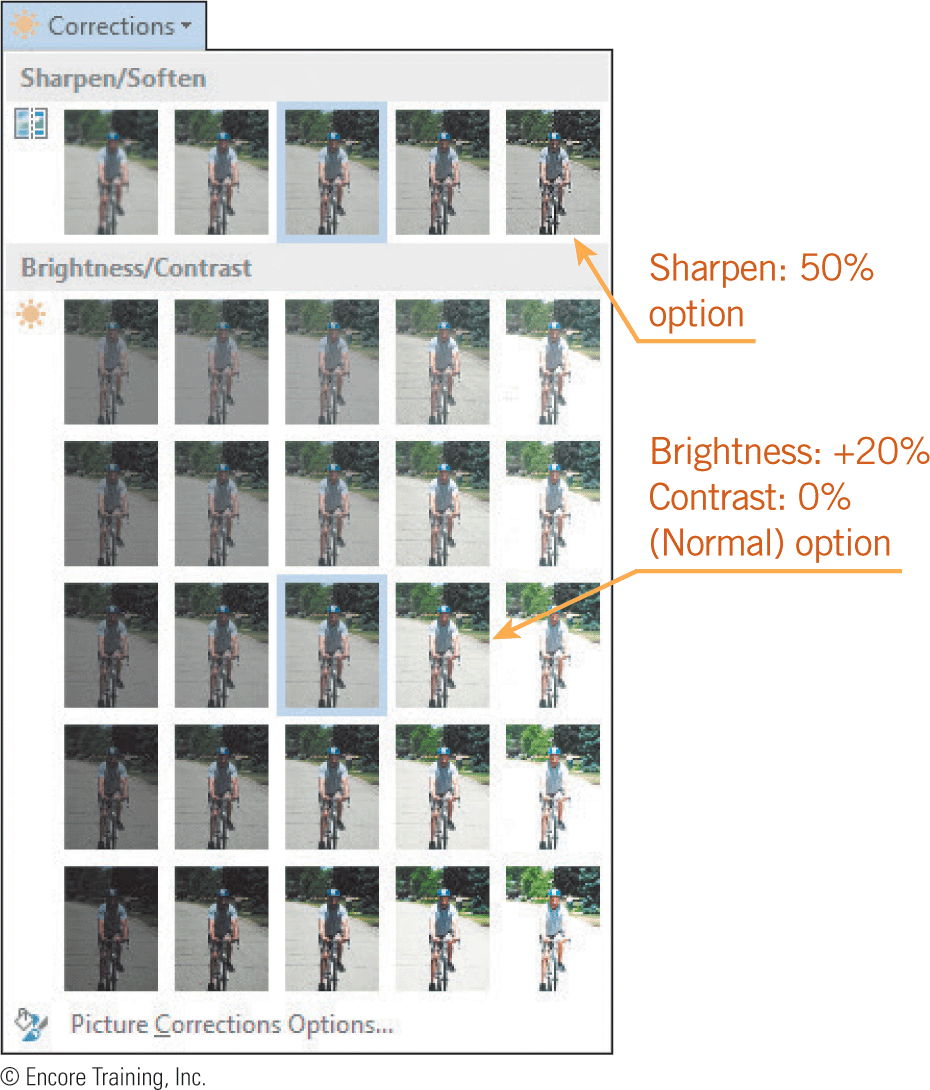 Corrections
Sharpen/Soften
Sharpen: 50%
option
Brightness/Contrast
Brightness: +20%
Contrast: 0%
(Normal) option
Picture Corrections Options...
© Encore Training, Inc.